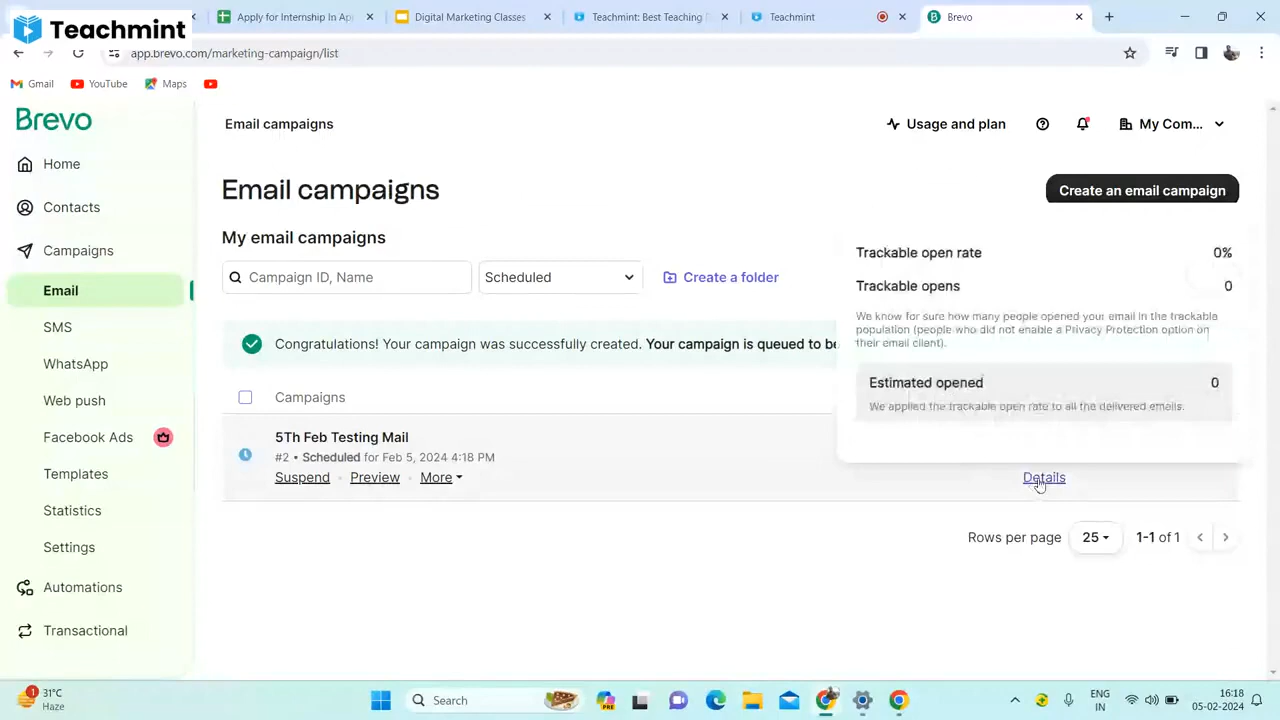 Teachmint
Apply for Internship In Ap
Digital Marketing Classes
Teachmint: Best Teaching
Teachmint
Brevo
app.brevo.com/marketing-campaign/list
Gmail
YouTube
Maps
Brevo
Email campaigns
Usage and plan
My Com...
Home
Contacts
Campaigns
Email
SMS
WhatsApp
Web push
Facebook Ads
Templates
Statistics
Settings
Automations
Transactional
Email campaigns
Create an email campaign
My email campaigns
Campaign ID, Name
Scheduled
Create a folder
Trackable open rate 0%
Trackable opens 0
We know for sure how many people opened your email in the trackable
population (people who did not enable a Privacy Protection option on
their email client).
Estimated opened 0
We applied the trackable open rate to all the delivered emails.
Congratulations! Your campaign was successfully created. Your campaign is queued to be
Campaigns
5Th Feb Testing Mail
#2 • Scheduled for Feb 5, 2024 4:18 PM
Suspend Preview More
Details
Rows per page 25 1-1 of 1
1
31°C
Haze
Search
PRE
ENG
IN
16:18
05-02-2024